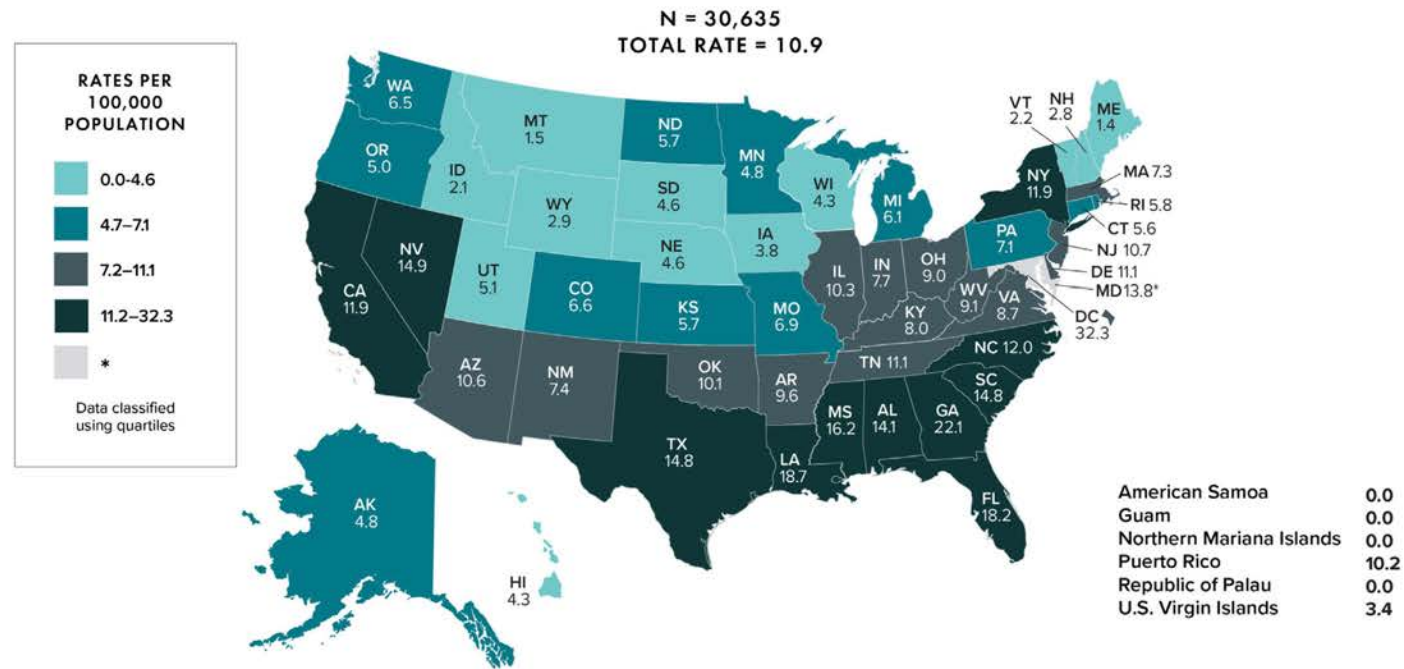 N = 30,635
TOTAL RATE = 10.9
RATES PER
100,000
POPULATION
0.0-4.6
4.7–7.1
7.2–11.1
11.2–32.3
*
Data classified
using quartiles
WA
6.5
OR
5.0
CA
11.9
NV
14.9
ID
2.1
MT
1.5
WY
2.9
UT
5.1
AZ
10.6
CO
6.6
NM
7.4
ND
5.7
SD
4.6
NE
4.6
KS
5.7
OK
10.1
TX
14.8
MN
4.8
IA
3.8
MO
6.9
AR
9.6
LA
18.7
WI
4.3
IL
10.3
MI
6.1
IN
7.7
OH
9.0
KY
8.0
TN 11.1
MS
16.2
AL
14.1
GA
22.1
FL
18.2
SC
14.8
NC 12.0
VA
8.7
WV
9.1
PA
7.1
NY
11.9
VT
2.2
NH
2.8
ME
1.4
MA 7.3
RI 5.8
CT 5.6
NJ 10.7
DE 11.1
MD 13.8*
DC
32.3
AK
4.8
HI
4.3
American Samoa 0.0
Guam 0.0
Northern Mariana Islands 0.0
Puerto Rico 10.2
Republic of Palau 0.0
U.S. Virgin Islands 3.4